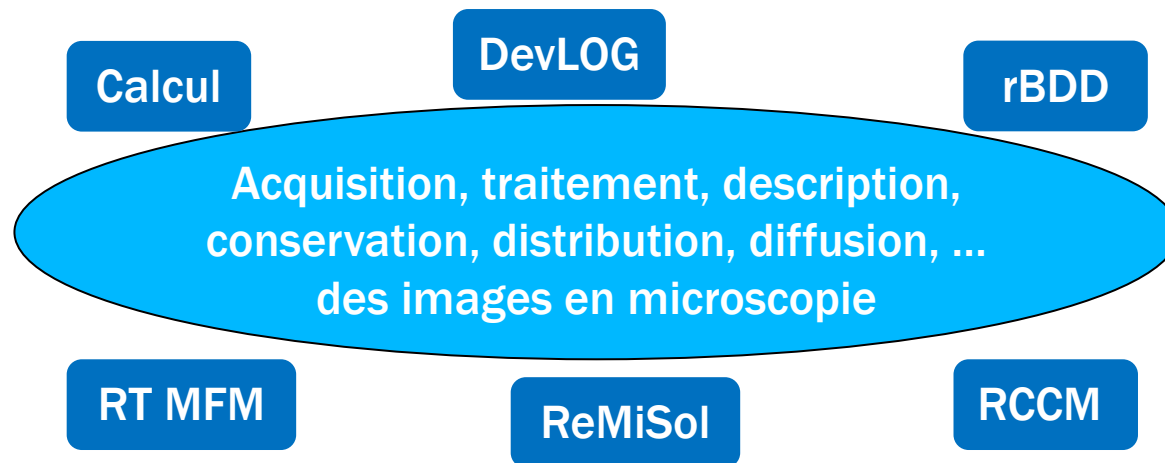 DevLOG
Calcul
rBDD
Acquisition, traitement, description,
conservation, distribution, diffusion, ...
des images en microscopie
RT MFM
ReMiSol
RCCM